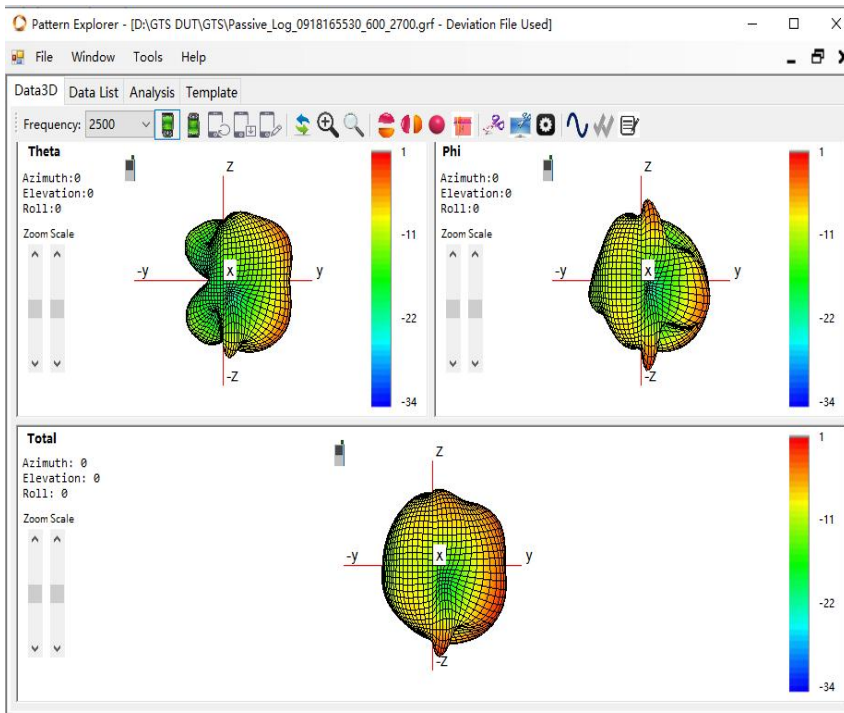 Pattern Explorer - [D:\GTS DUT\GTS\Passive_Log_0918165530_600_2700.grf - Deviation File Used]
File Window Tools Help
Data3D Data List Analysis Template
Frequency: 2500
Theta
Azimuth:0
Elevation:0
Roll:0
Zoom Scale
Z
-y
x
y
-Z
1
-11
-22
-34
Phi
Azimuth:0
Elevation:0
Roll:0
Zoom Scale
Z
-y
x
y
-Z
1
-11
-22
-34
Total
Azimuth: 0
Elevation: 0
Roll: 0
Zoom Scale
Z
-y
x
y
-Z
1
-11
-22
-34